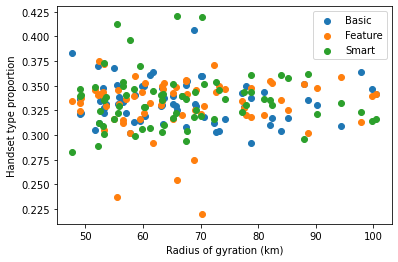 0.425
0.400
0.375
0.350
0.325
0.300
0.275
0.250
0.225
Handset type proportion
Basic
Feature
Smart
50 60 70 80 90 100
Radius of gyration (km)